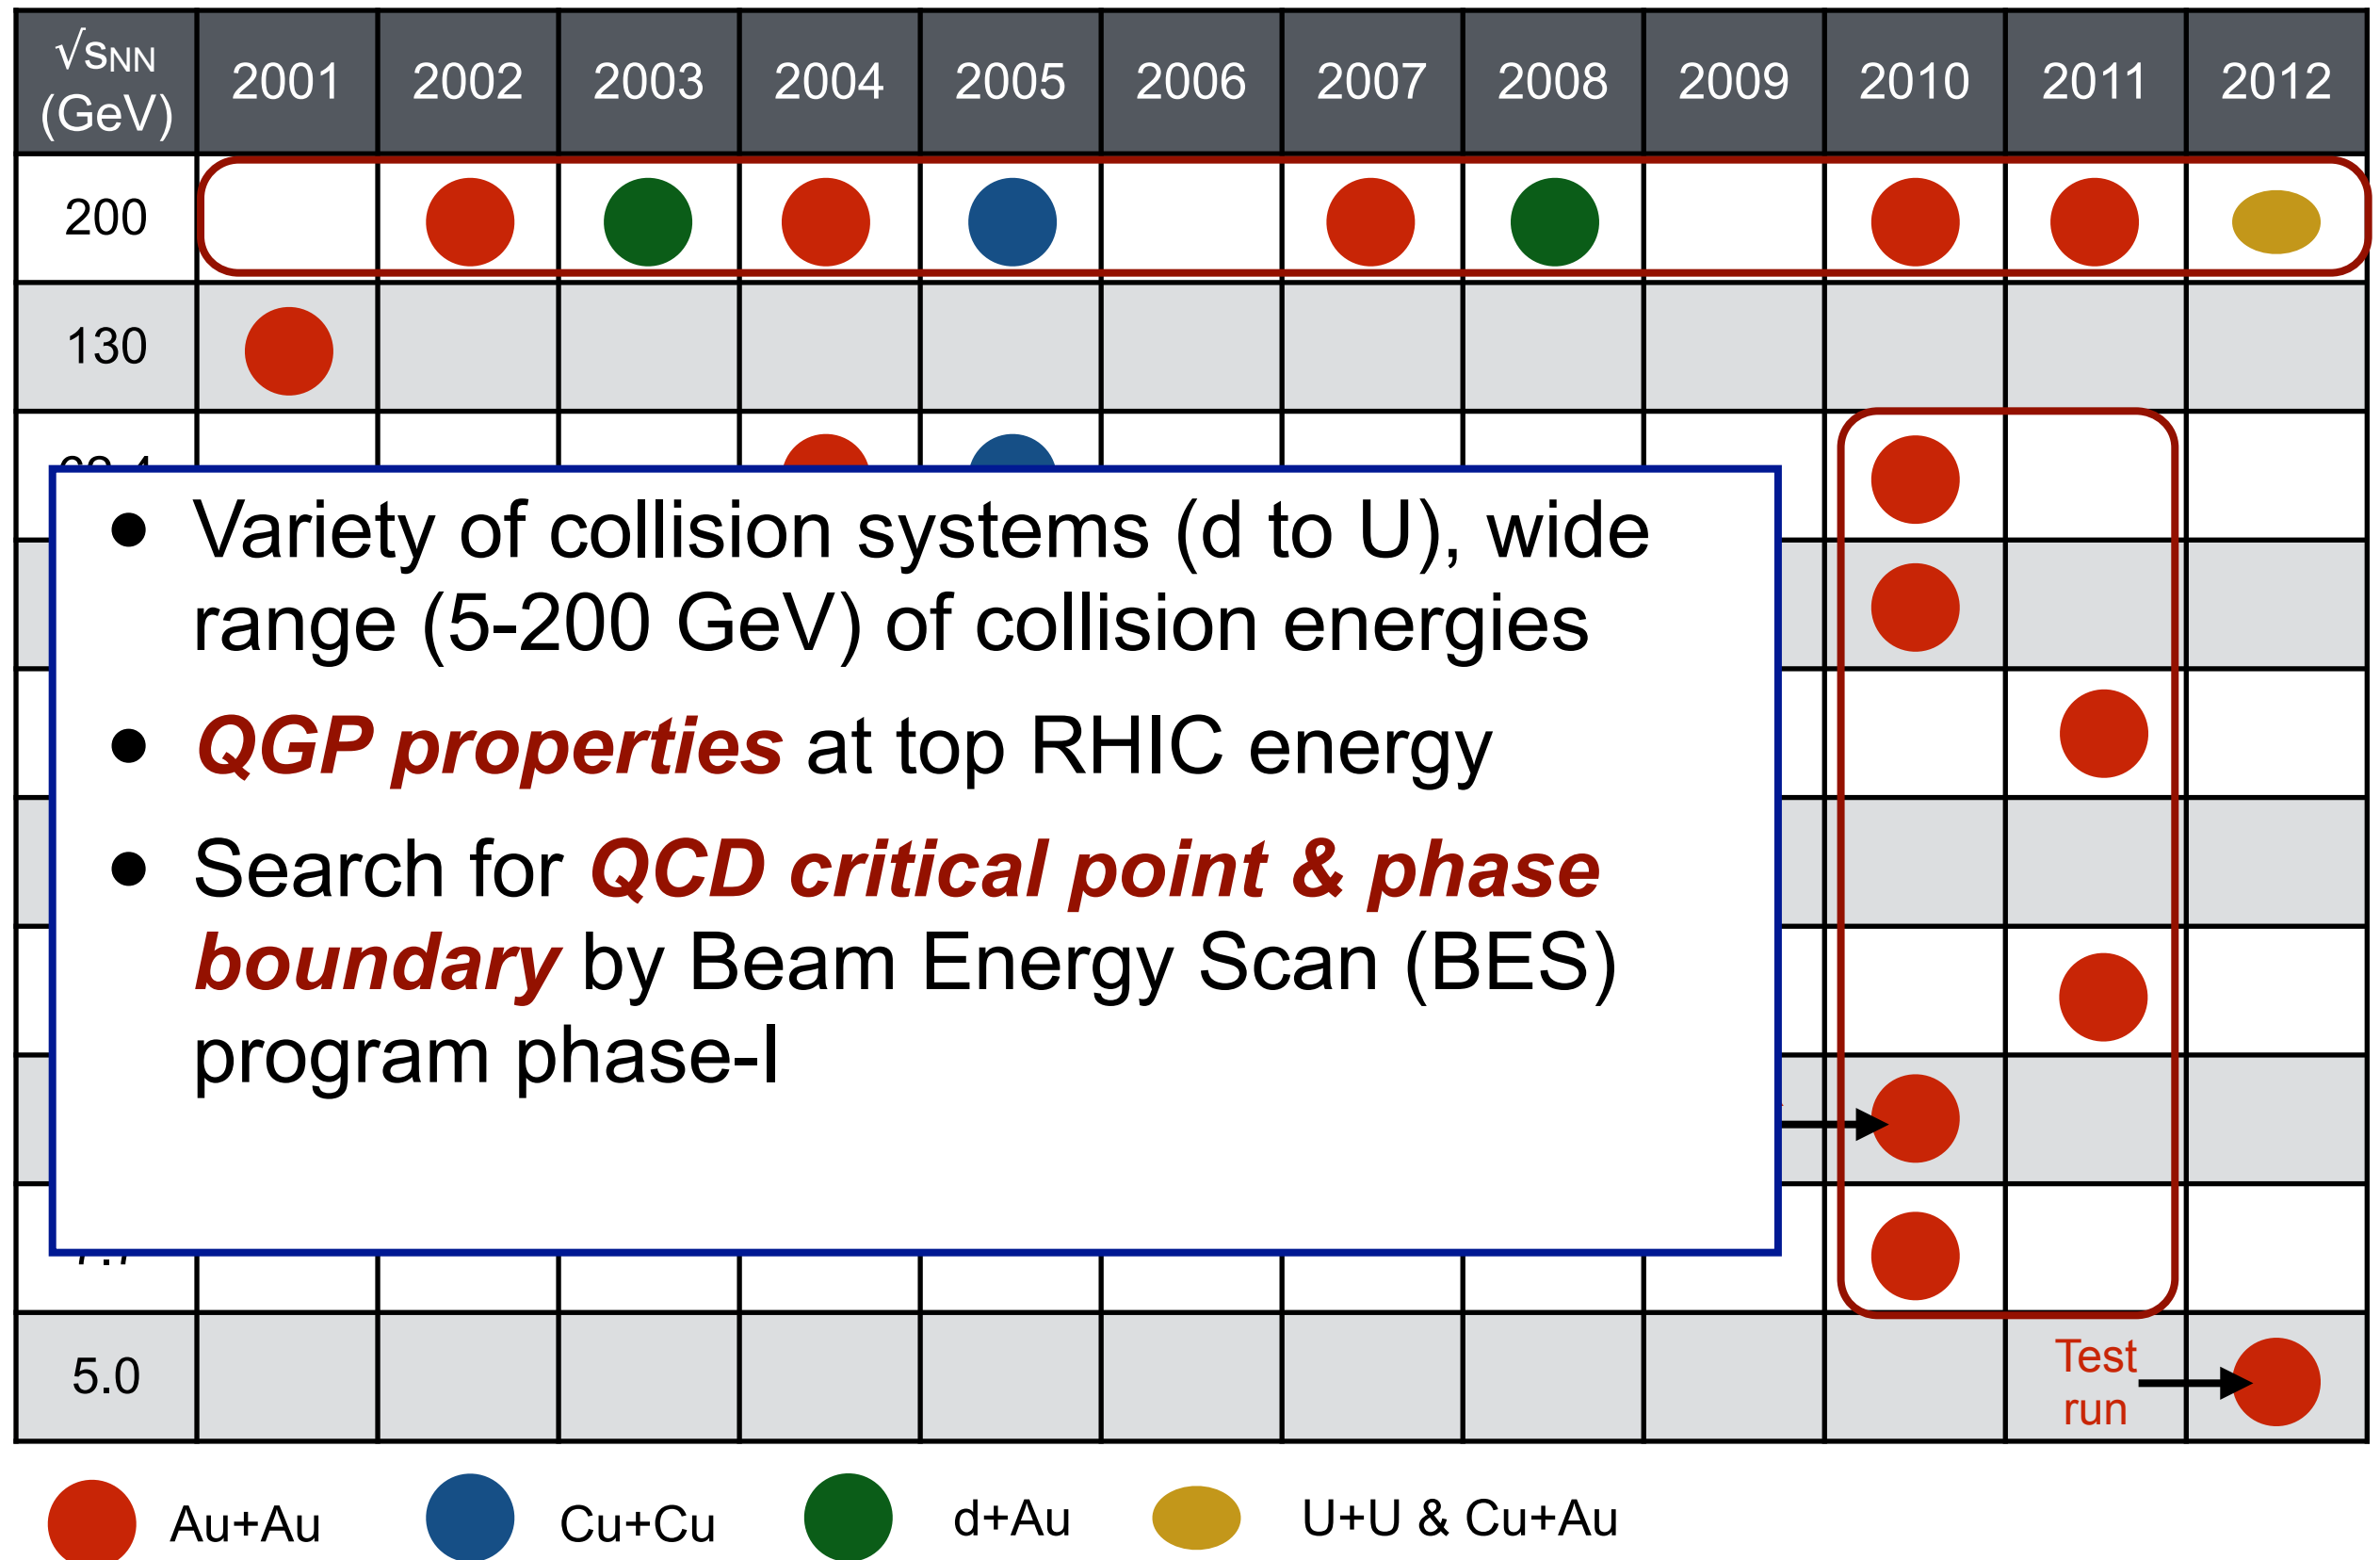 √sNN
(GeV)
2001 2002 2003 2004 2005 2006 2007 2008 2009 2010 2011 2012
200
130
● Variety of collision systems (d to U), wide
range (5-200 GeV) of collision energies
● QGP properties at top RHIC energy
● Search for QCD critical point & phase
boundary by Beam Energy Scan (BES)
program phase-I
5.0
Test
run
Au+Au
Cu+Cu
d+Au
U+U & Cu+Au